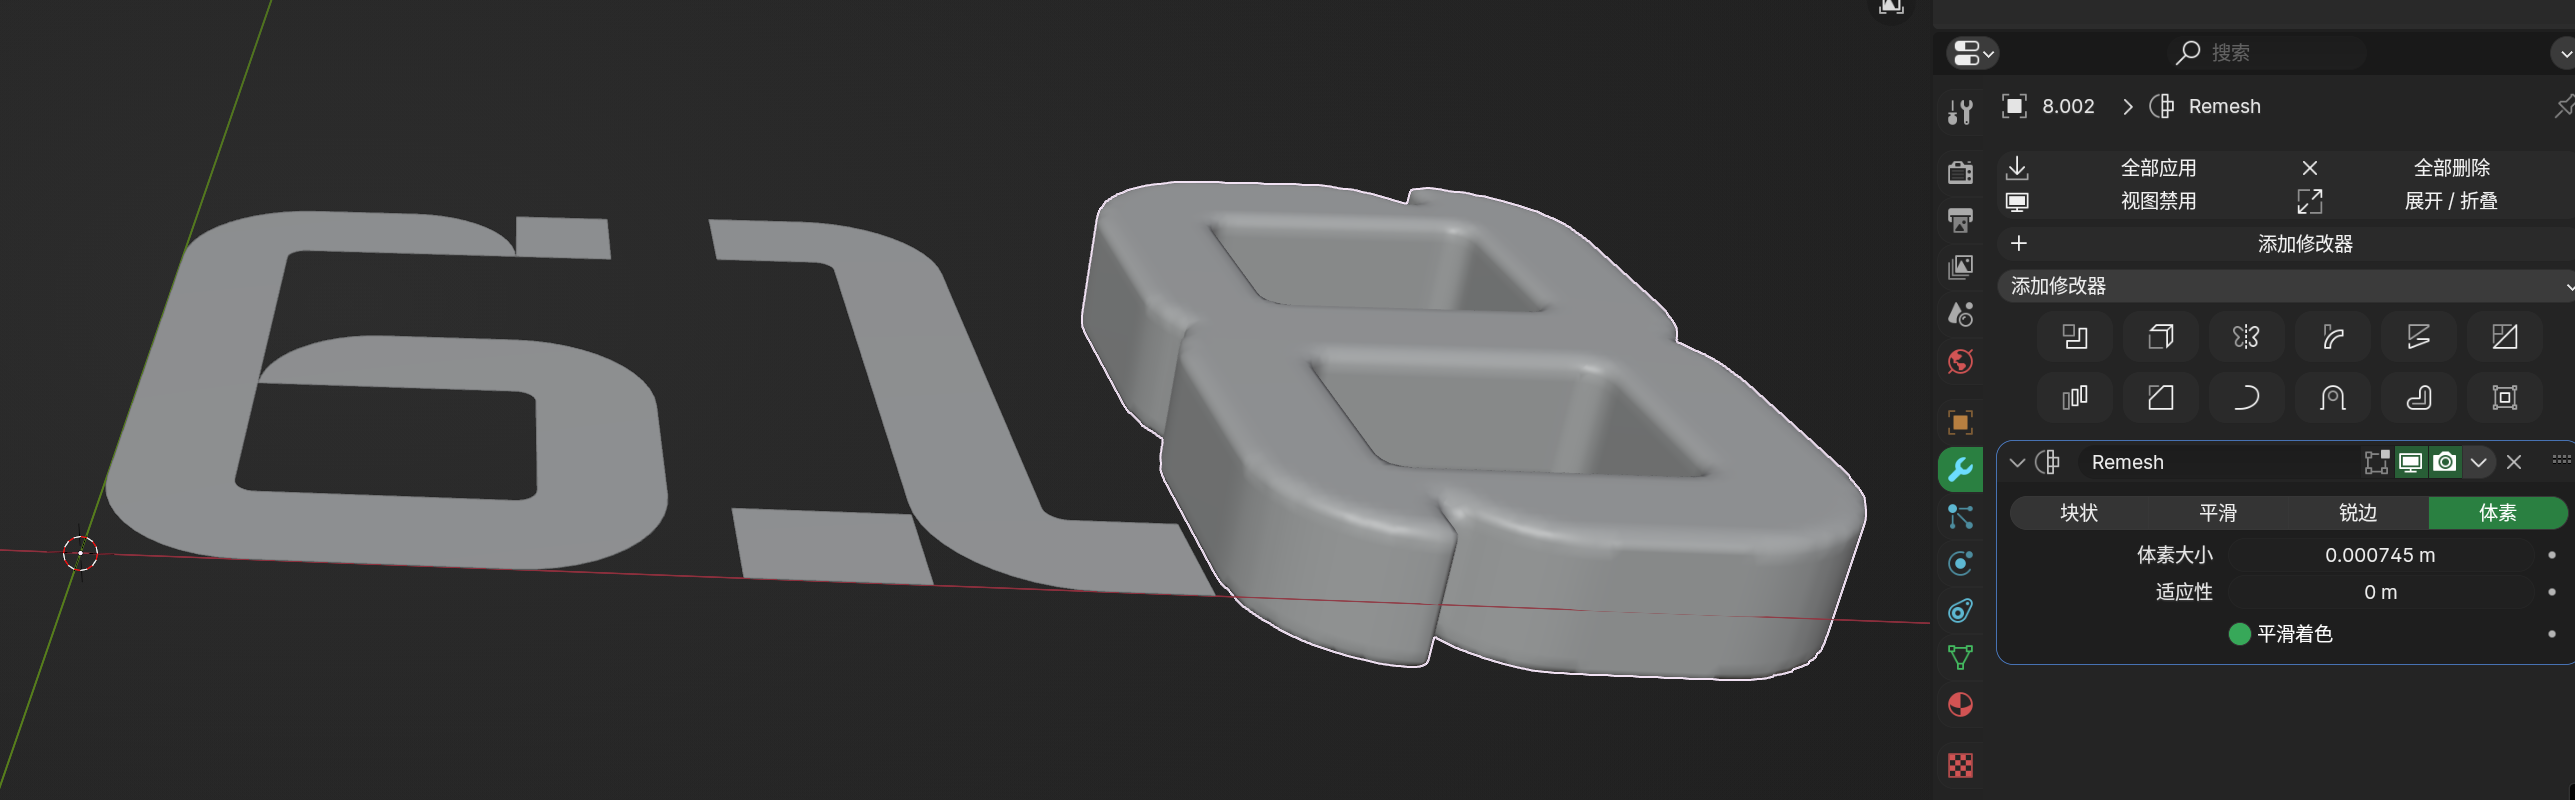 618
搜索
8.002 > Remesh
全部应用 全部删除
视图禁用 展开 / 折叠
添加修改器
添加修改器
Remesh
块状 平滑 锐边 体素
体素大小 0.000745 m
适应性 0 m
平滑着色